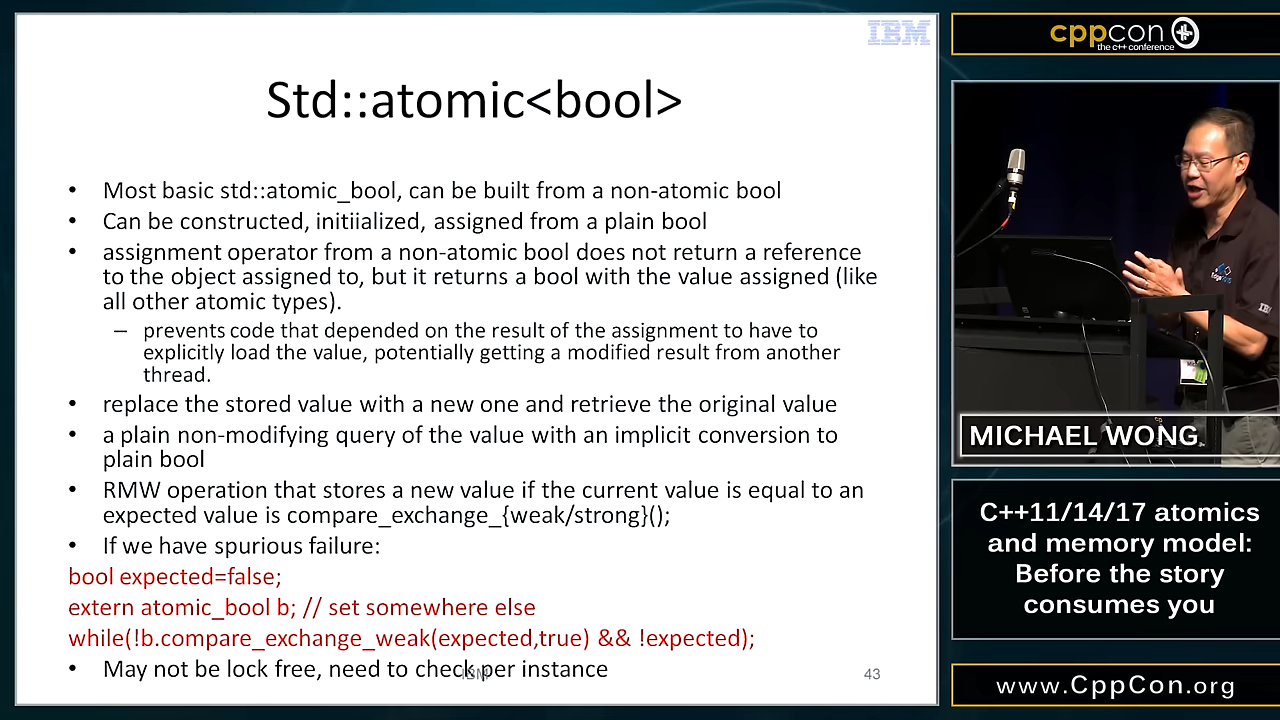 IBM
Std::atomic<bool>
• Most basic std::atomic_bool, can be built from a non-atomic bool
• Can be constructed, initiialized, assigned from a plain bool
• assignment operator from a non-atomic bool does not return a reference
to the object assigned to, but it returns a bool with the value assigned (like
all other atomic types).
– prevents code that depended on the result of the assignment to have to
explicitly load the value, potentially getting a modified result from another
thread.
• replace the stored value with a new one and retrieve the original value
• a plain non-modifying query of the value with an implicit conversion to
plain bool
• RMW operation that stores a new value if the current value is equal to an
expected value is compare_exchange_{weak/strong}();
• If we have spurious failure:
bool expected=false;
extern atomic_bool b; // set somewhere else
while(!b.compare_exchange_weak(expected,true) && !expected);
• May not be lock free, need to check per instance
IBM
43
cppcon
the c++ conference
IBM
MICHAEL WONG
C++11/14/17 atomics
and memory model:
Before the story
consumes you
www.CppCon.org